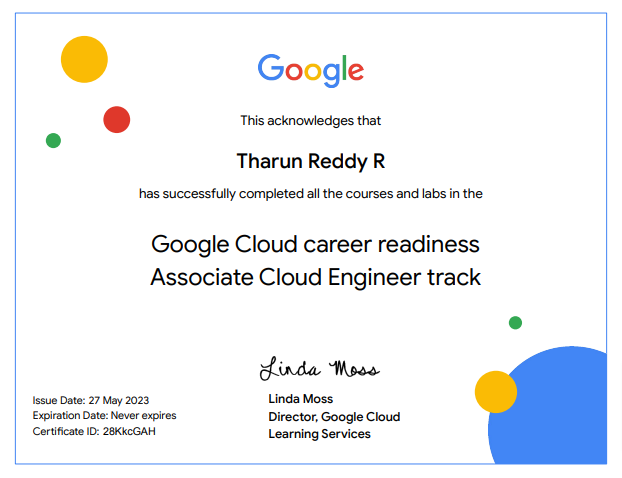 Google
This acknowledges that
Tharun Reddy R
has successfully completed all the courses and labs in the
Google Cloud career readiness
Associate Cloud Engineer track
Linda Moss
Issue Date: 27 May 2023
Expiration Date: Never expires
Certificate ID: 28KkcGAH
Linda Moss
Director, Google Cloud
Learning Services